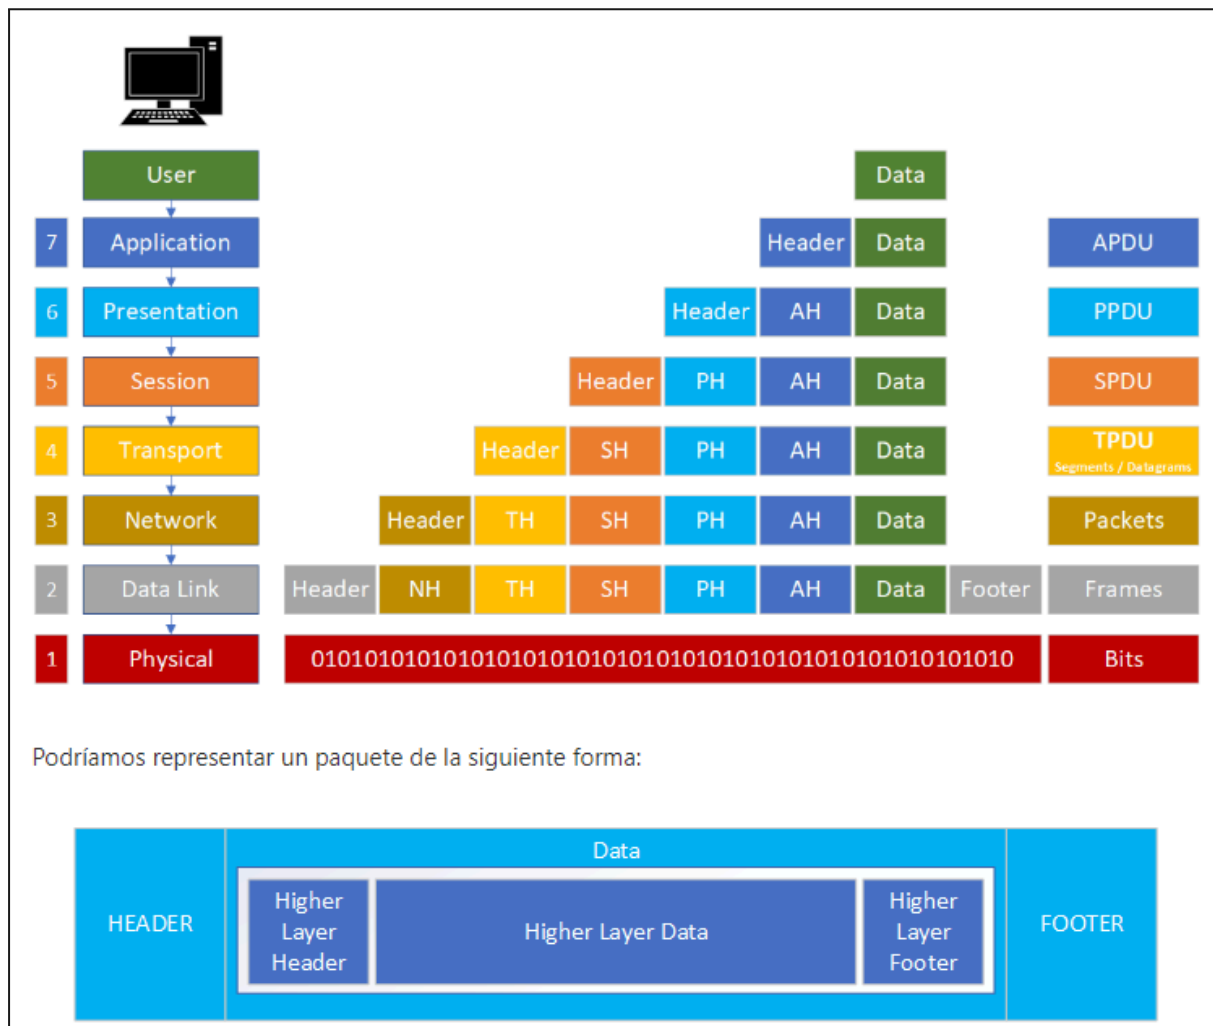 User Data
7 Application Header Data APDU
6 Presentation Header AH Data PPDU
5 Session Header PH AH Data SPDU
4 Transport Header SH PH AH Data TPDU
Segments / Datagrams
3 Network Header TH SH PH AH Data Packets
2 Data Link Header NH TH SH PH AH Data Footer Frames
1 Physical 010101010101010101010101010101010101010101010101010 Bits
Podríamos representar un paquete de la siguiente forma:
HEADER
Data
Higher
Layer
Header
Higher Layer Data
Higher
Layer
Footer
FOOTER